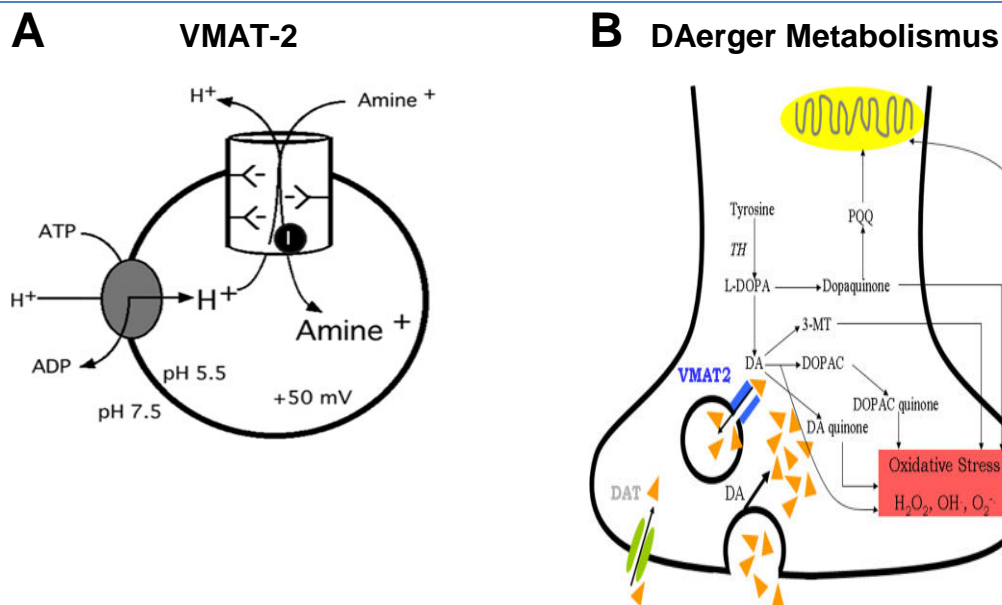 A VMAT-2
H+ Amine +
ATP
H+ H+
Amine +
ADP
pH 5.5
pH 7.5
+50 mV
I
B DAerger Metabolismus
Tyrosine
PQQ
TH
L-DOPA Dopaquinone
3-MT
DA DOPAC
VMAT2
DOPAC quinone
DA quinone
Oxidative Stress
H₂O₂, OH·, O₂⁻·
DAT
DA